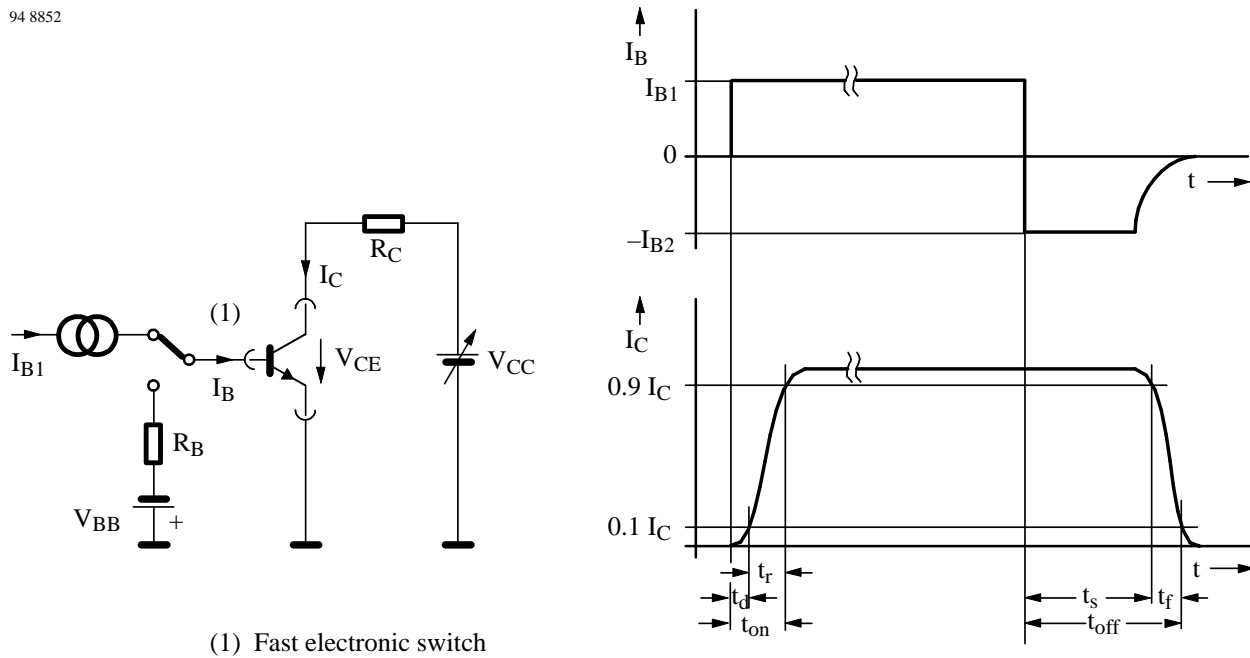 94 8852
I_B1
(1)
I_B
R_B
V_BB
+
I_C
R_C
V_CE
V_CC
(1) Fast electronic switch
I_B
I_B1
0
t
–I_B2
I_C
0.9 I_C
0.1 I_C
t
t_r
t_d
t_on
t_s
t_f
t_off